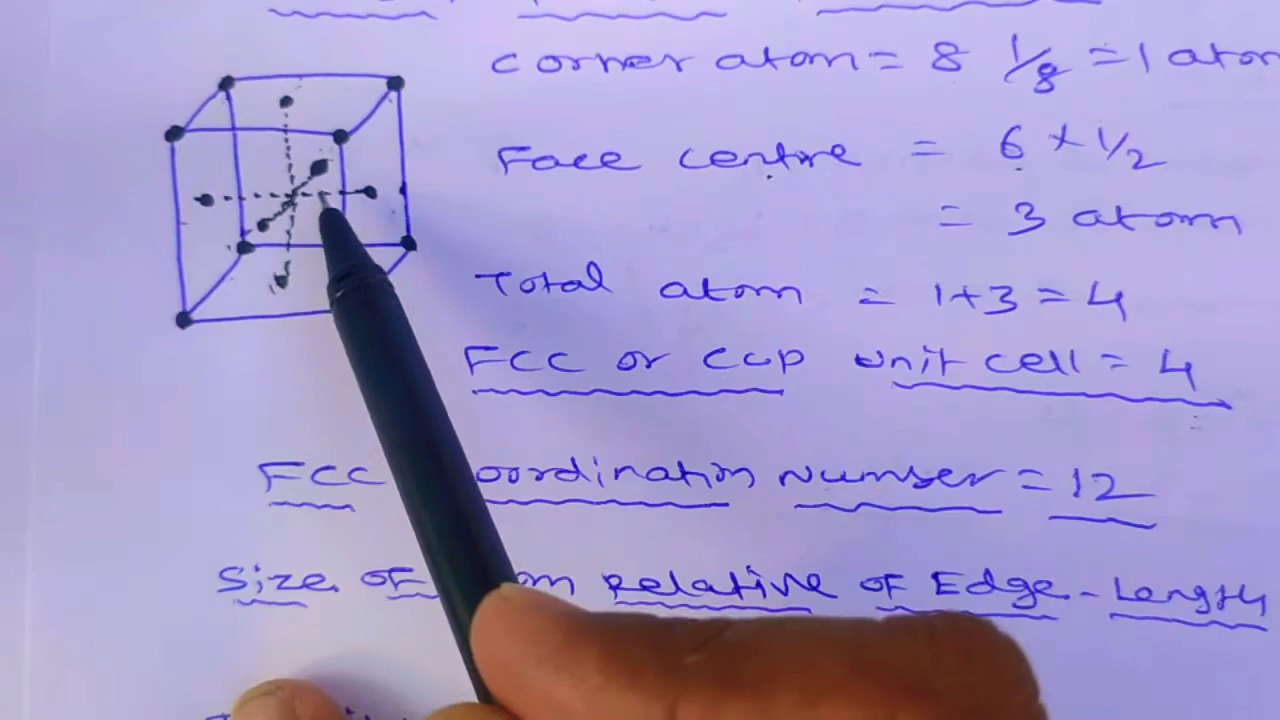 corner atom = 8 1/8 = 1 atom
Face centre = 6 × 1/2
= 3 atom
Total atom = 1+3 = 4
FCC or CCP unit cell = 4
FCC oordination Number = 12
Size OF om Relative OF Edge - Length